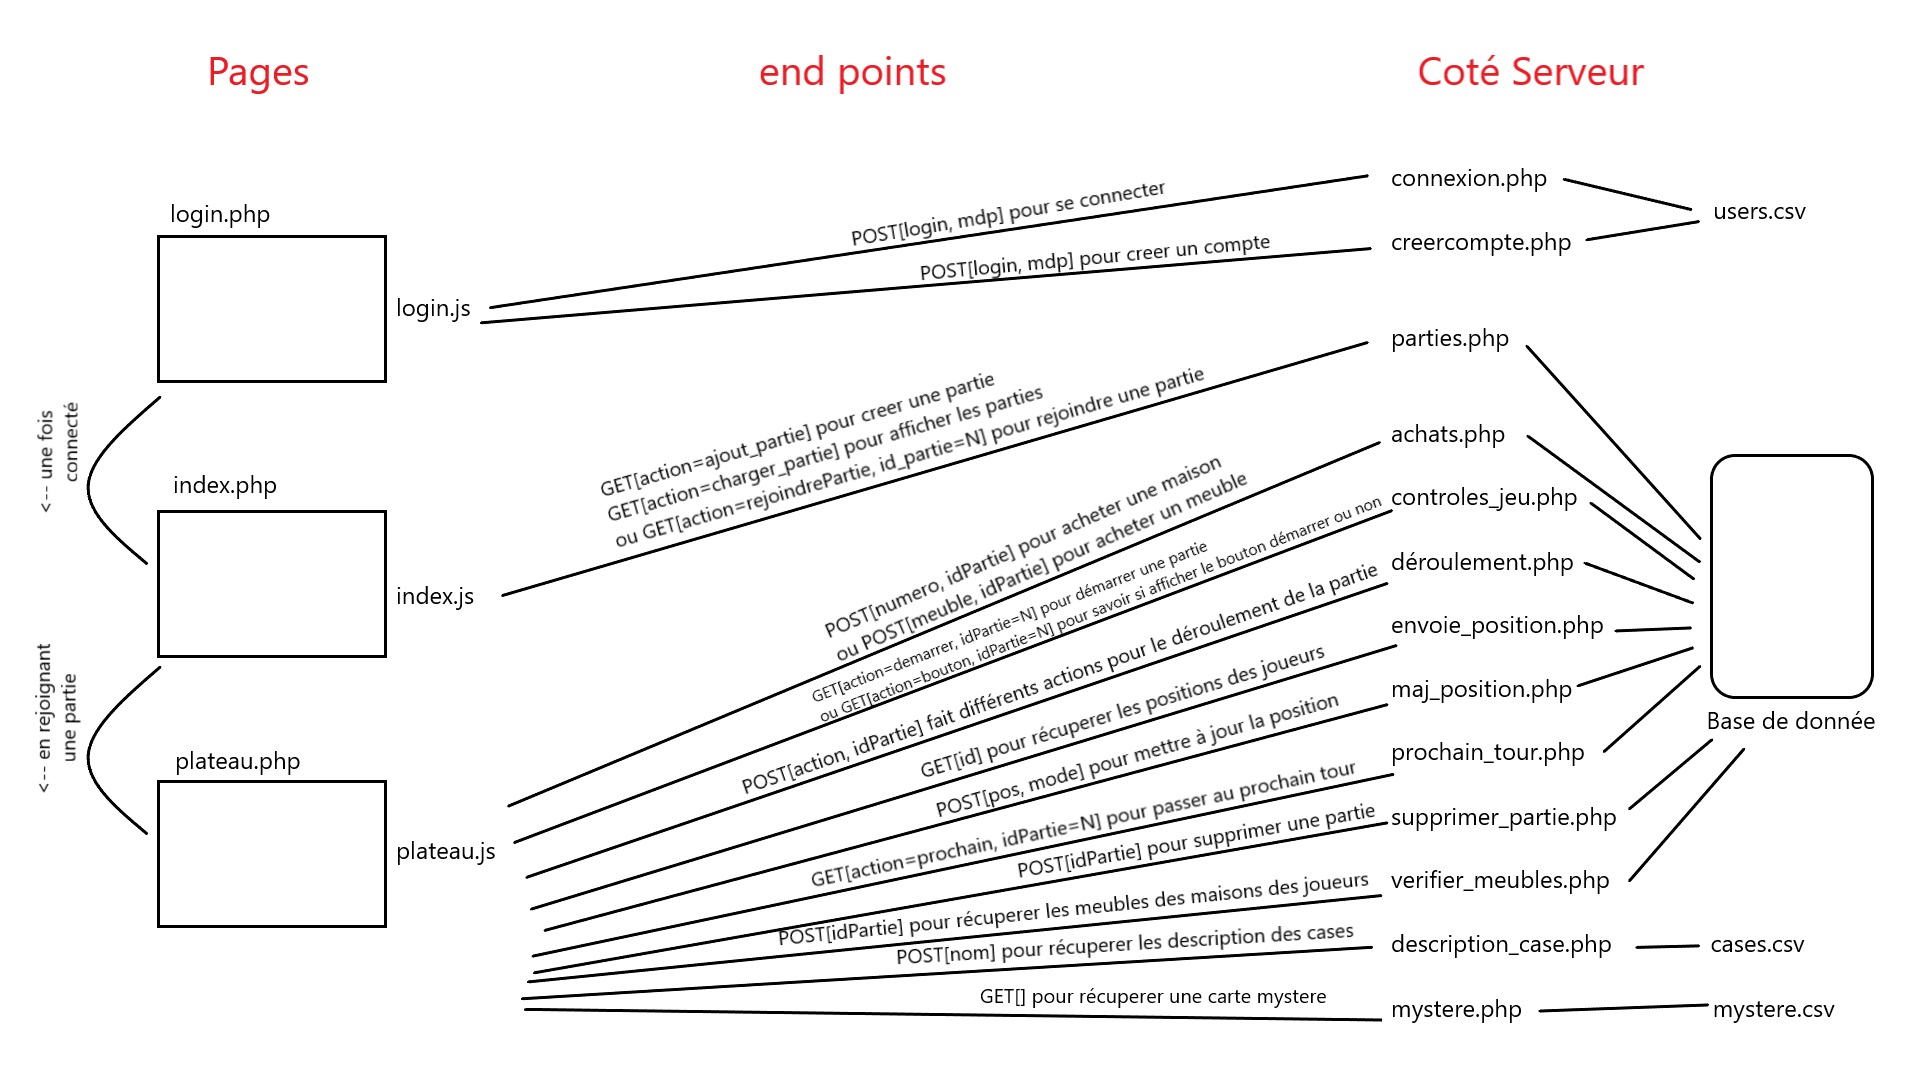 Pages
end points
Coté Serveur
login.php
login.js
<-- une fois
connecté
index.php
index.js
<-- en rejoignant
une partie
plateau.php
plateau.js
POST[login, mdp] pour se connecter
POST[login, mdp] pour creer un compte
GET[action=ajout_partie] pour creer une partie
GET[action=charger_partie] pour afficher les parties
ou GET[action=rejoindrePartie, id_partie=N] pour rejoindre une partie
POST[numero, idPartie] pour acheter une maison
ou POST[meuble, idPartie] pour acheter un meuble
GET[action=demarrer, idPartie=N] pour démarrer une partie
ou GET[action=bouton, idPartie=N] pour savoir si afficher le bouton démarrer ou non
POST[action, idPartie] fait différents actions pour le déroulement de la partie
GET[id] pour récuperer les positions des joueurs
POST[pos, mode] pour mettre à jour la position
GET[action=prochain, idPartie=N] pour passer au prochain tour
POST[idPartie] pour supprimer une partie
POST[idPartie] pour récuperer les meubles des maisons des joueurs
POST[nom] pour récuperer les description des cases
GET[] pour récuperer une carte mystere
connexion.php
creercompte.php
parties.php
achats.php
controles_jeu.php
déroulement.php
envoie_position.php
maj_position.php
prochain_tour.php
supprimer_partie.php
verifier_meubles.php
description_case.php
mystere.php
users.csv
Base de donnée
cases.csv
mystere.csv